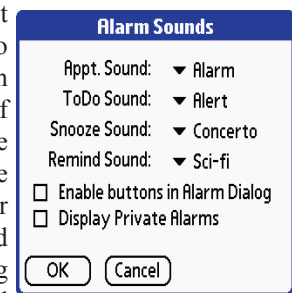 Alarm Sounds
Appt. Sound: Alarm
ToDo Sound: Alert
Snooze Sound: Concerto
Remind Sound: Sci-fi
Enable buttons in Alarm Dialog
Display Private Alarms
OK Cancel